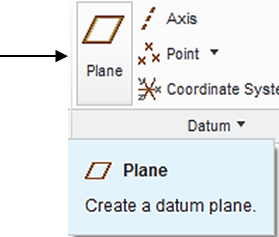 Axis
Plane
Point
Coordinate Syste
Datum
Plane
Create a datum plane.